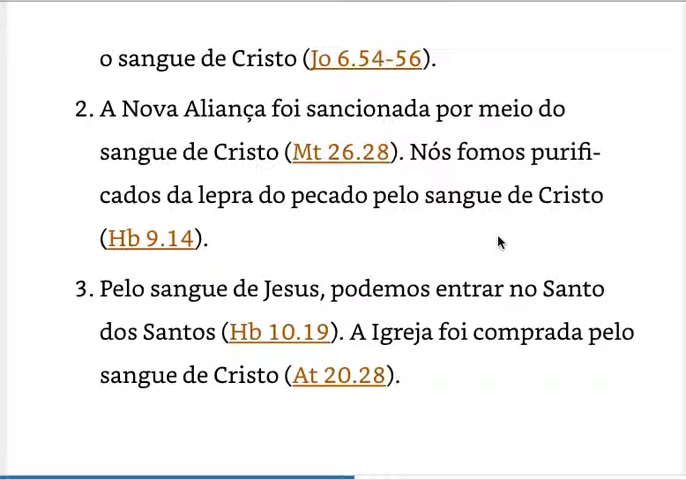 o sangue de Cristo (Jo 6.54-56).
2. A Nova Aliança foi sancionada por meio do
sangue de Cristo (Mt 26.28). Nós fomos purifi-
cados da lepra do pecado pelo sangue de Cristo
(Hb 9.14).
3. Pelo sangue de Jesus, podemos entrar no Santo
dos Santos (Hb 10.19). A Igreja foi comprada pelo
sangue de Cristo (At 20.28).